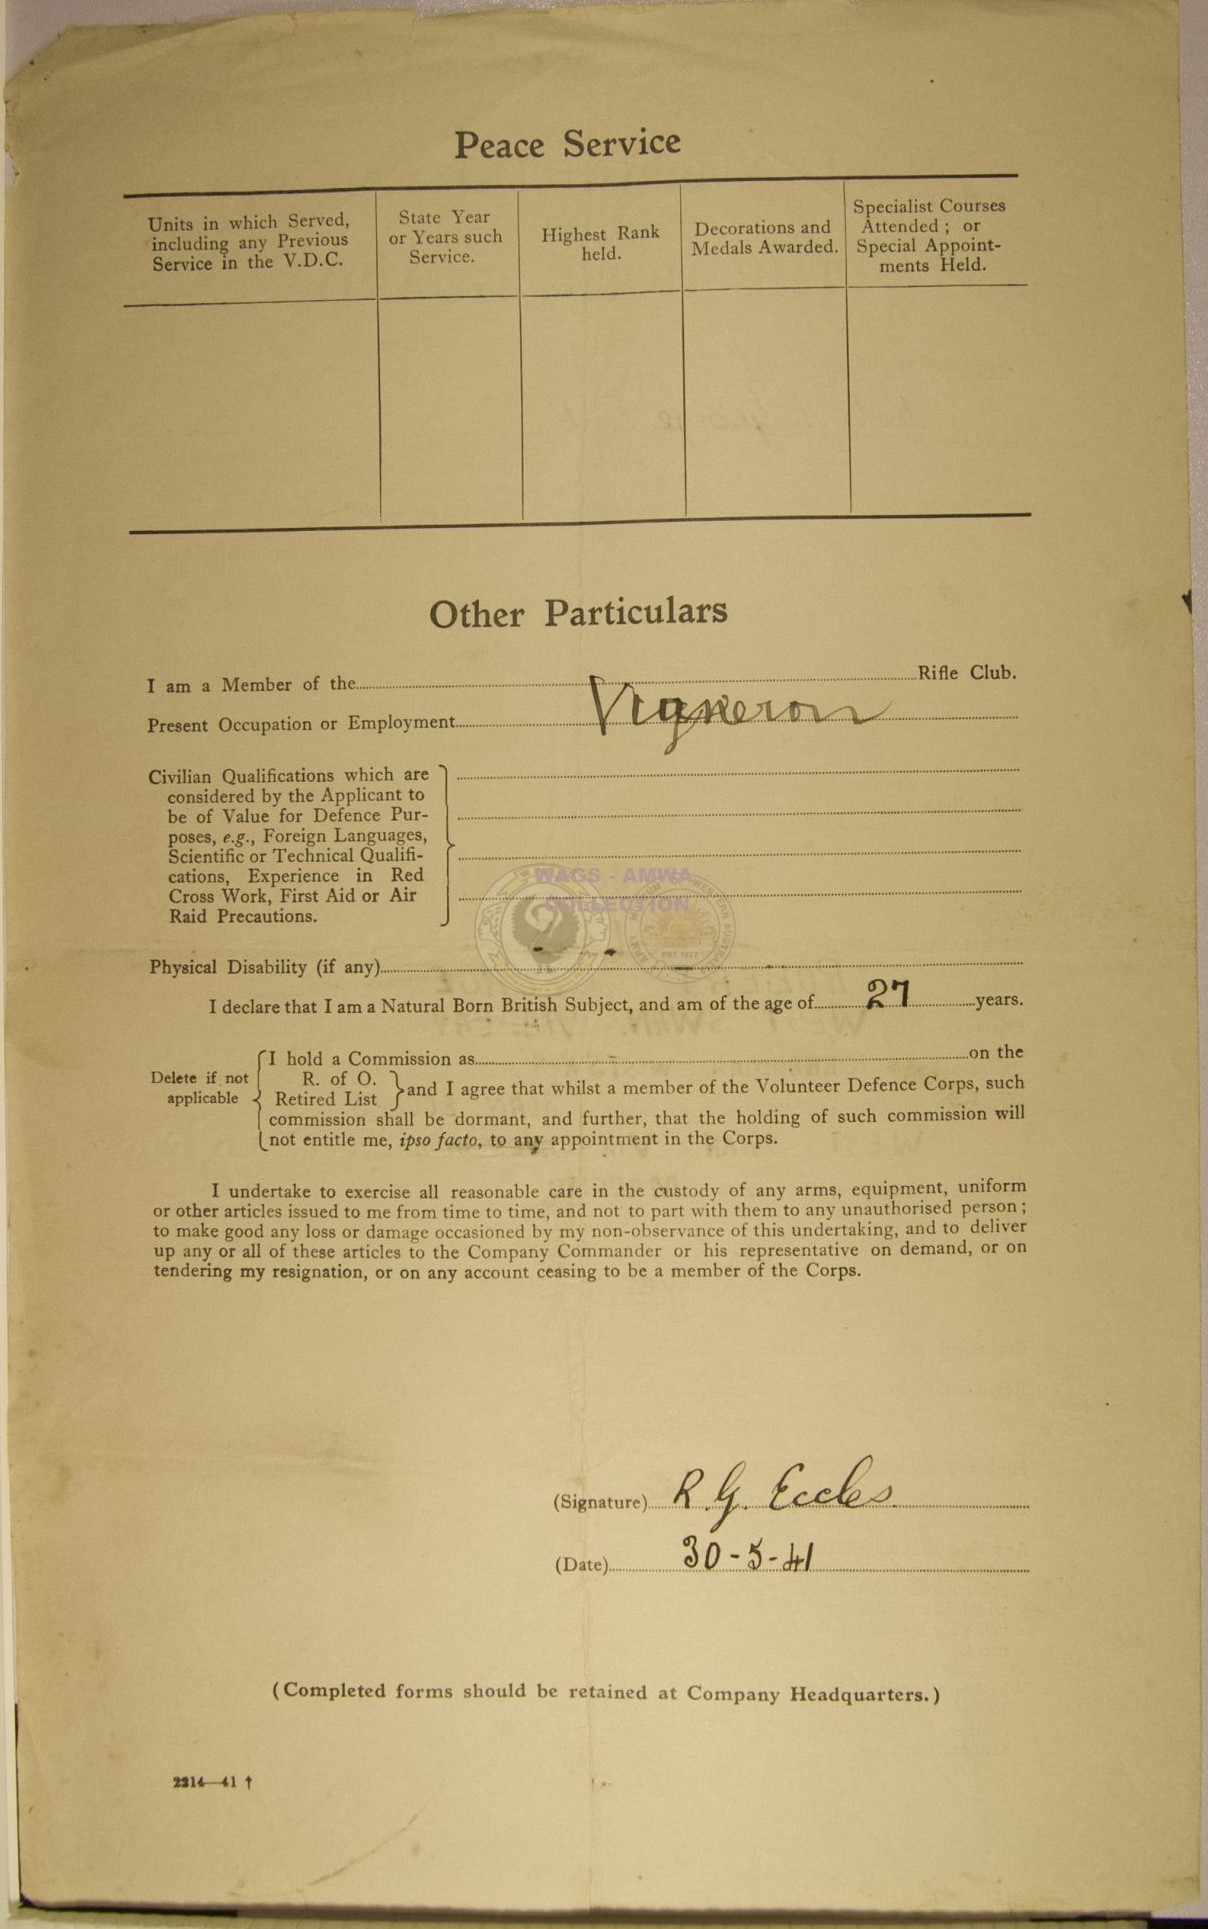 Peace Service
Units in which Served, including any Previous Service in the V.D.C.
State Year or Years such Service.
Highest Rank held.
Decorations and Medals Awarded.
Specialist Courses Attended ; or Special Appoint-ments Held.
Other Particulars
I am a Member of the Rifle Club.
Present Occupation or Employment Vigneron
Civilian Qualifications which are
considered by the Applicant to
be of Value for Defence Pur-
poses, e.g., Foreign Languages,
Scientific or Technical Qualifi-
cations, Experience in Red
Cross Work, First Aid or Air
Raid Precautions.
WAGS - AMWA
COLLECTION
Physical Disability (if any) - - -
I declare that I am a Natural Born British Subject, and am of the age of 27 years.
Delete if not applicable
I hold a Commission as on the
R. of O.
Retired List
and I agree that whilst a member of the Volunteer Defence Corps, such
commission shall be dormant, and further, that the holding of such commission will
not entitle me, ipso facto, to any appointment in the Corps.
I undertake to exercise all reasonable care in the custody of any arms, equipment, uniform
or other articles issued to me from time to time, and not to part with them to any unauthorised person ;
to make good any loss or damage occasioned by my non-observance of this undertaking, and to deliver
up any or all of these articles to the Company Commander or his representative on demand, or on
tendering my resignation, or on any account ceasing to be a member of the Corps.
(Signature) R. G. Eccles.
(Date) 30-5-41
(Completed forms should be retained at Company Headquarters.)
2214—41 †